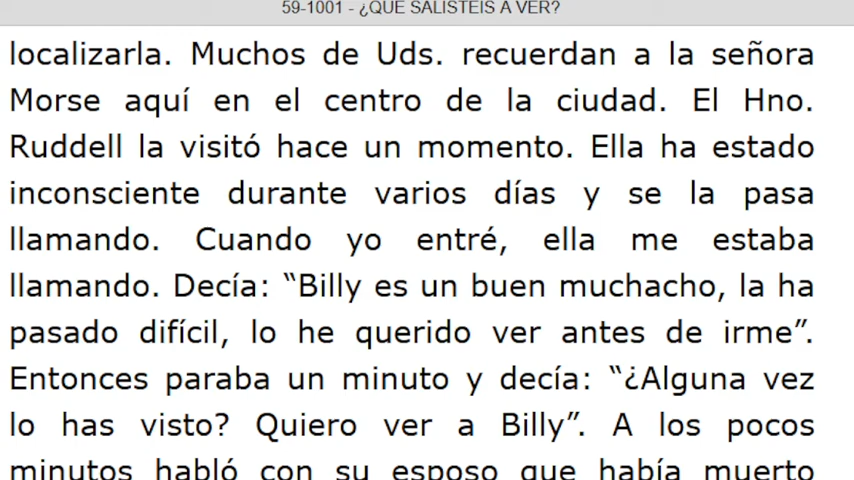 59-1001 - ¿QUE SALISTEIS A VER?
localizarla. Muchos de Uds. recuerdan a la señora
Morse aquí en el centro de la ciudad. El Hno.
Ruddell la visitó hace un momento. Ella ha estado
inconsciente durante varios días y se la pasa
llamando. Cuando yo entré, ella me estaba
llamando. Decía: “Billy es un buen muchacho, la ha
pasado difícil, lo he querido ver antes de irme”.
Entonces paraba un minuto y decía: “¿Alguna vez
lo has visto? Quiero ver a Billy”. A los pocos
minutos habló con su esposo que había muerto